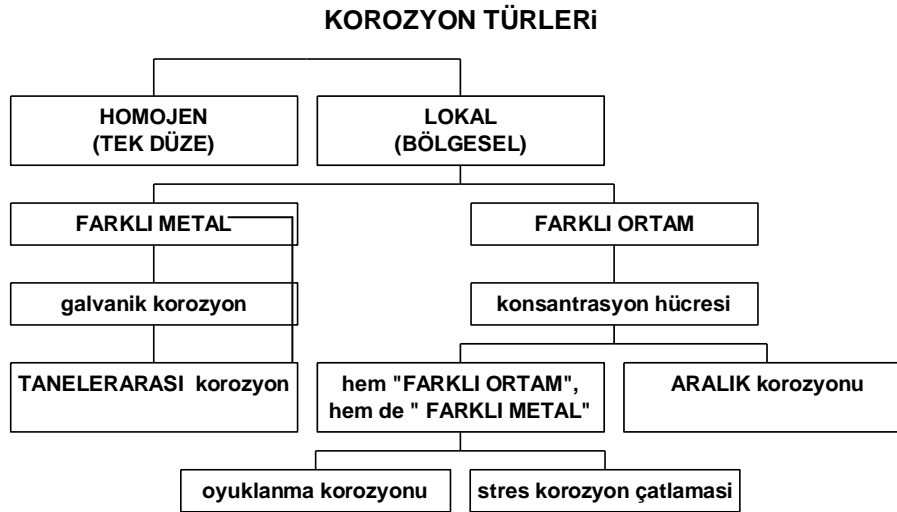 KOROZYON TÜRLERi
HOMOJEN
(TEK DÜZE)
LOKAL
(BÖLGESEL)
FARKLI METAL
FARKLI ORTAM
galvanik korozyon
konsantrasyon hücresi
TANELERARASI korozyon
hem "FARKLI ORTAM",
hem de " FARKLI METAL"
ARALIK korozyonu
oyuklanma korozyonu
stres korozyon çatlamasi